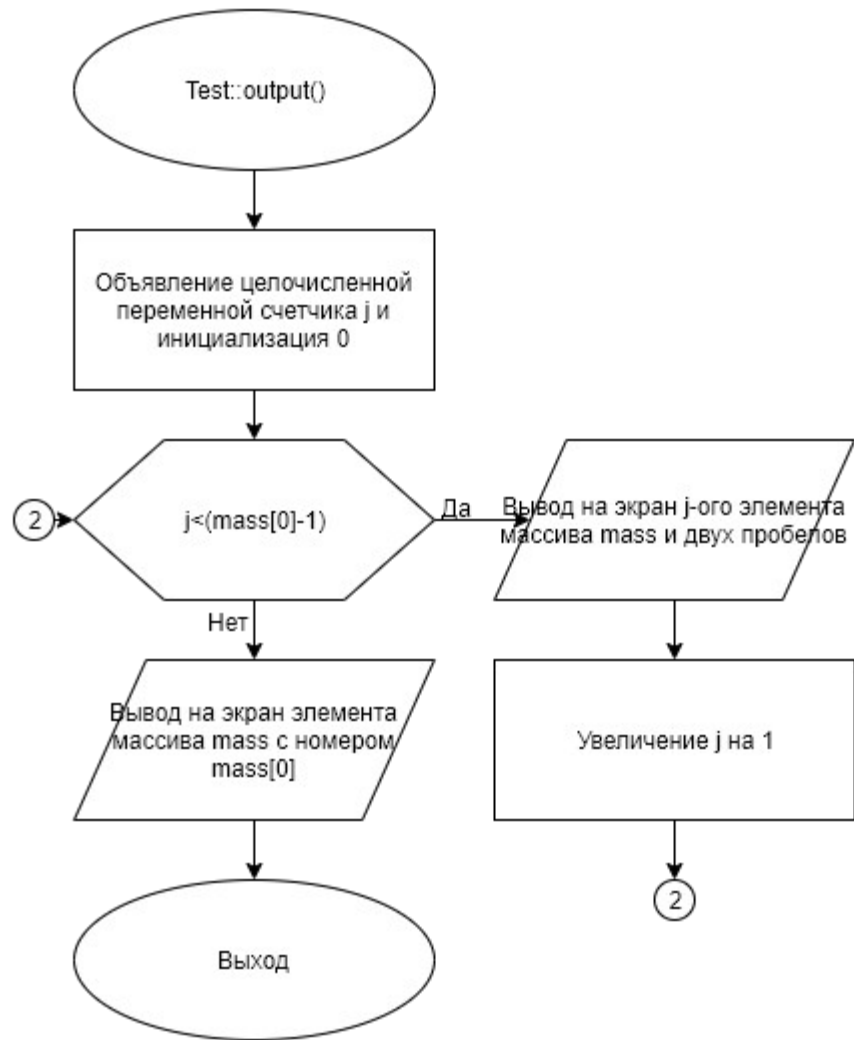 Test::output()
Объявление целочисленной
переменной счетчика j и
инициализация 0
2
j<(mass[0]-1)
Да
Вывод на экран j-ого элемента
массива mass и двух пробелов
Нет
Вывод на экран элемента
массива mass с номером
mass[0]
Увеличение j на 1
2
Выход